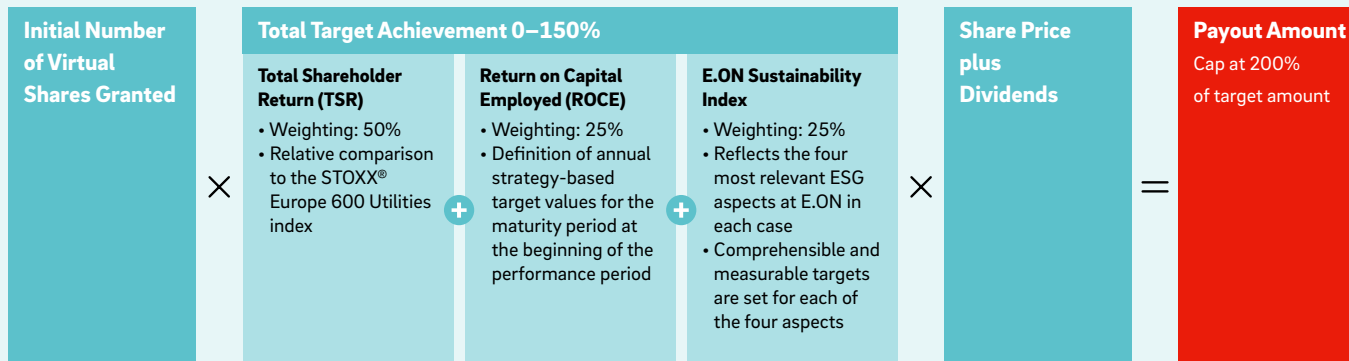 Initial Number
of Virtual
Shares Granted
×
Total Target Achievement 0–150%
Total Shareholder
Return (TSR)
• Weighting: 50%
• Relative comparison
to the STOXX®
Europe 600 Utilities
index
+
Return on Capital
Employed (ROCE)
• Weighting: 25%
• Definition of annual
strategy-based
target values for the
maturity period at
the beginning of the
performance period
+
E.ON Sustainability
Index
• Weighting: 25%
• Reflects the four
most relevant ESG
aspects at E.ON in
each case
• Comprehensible and
measurable targets
are set for each of
the four aspects
×
Share Price
plus
Dividends
=
Payout Amount
Cap at 200%
of target amount